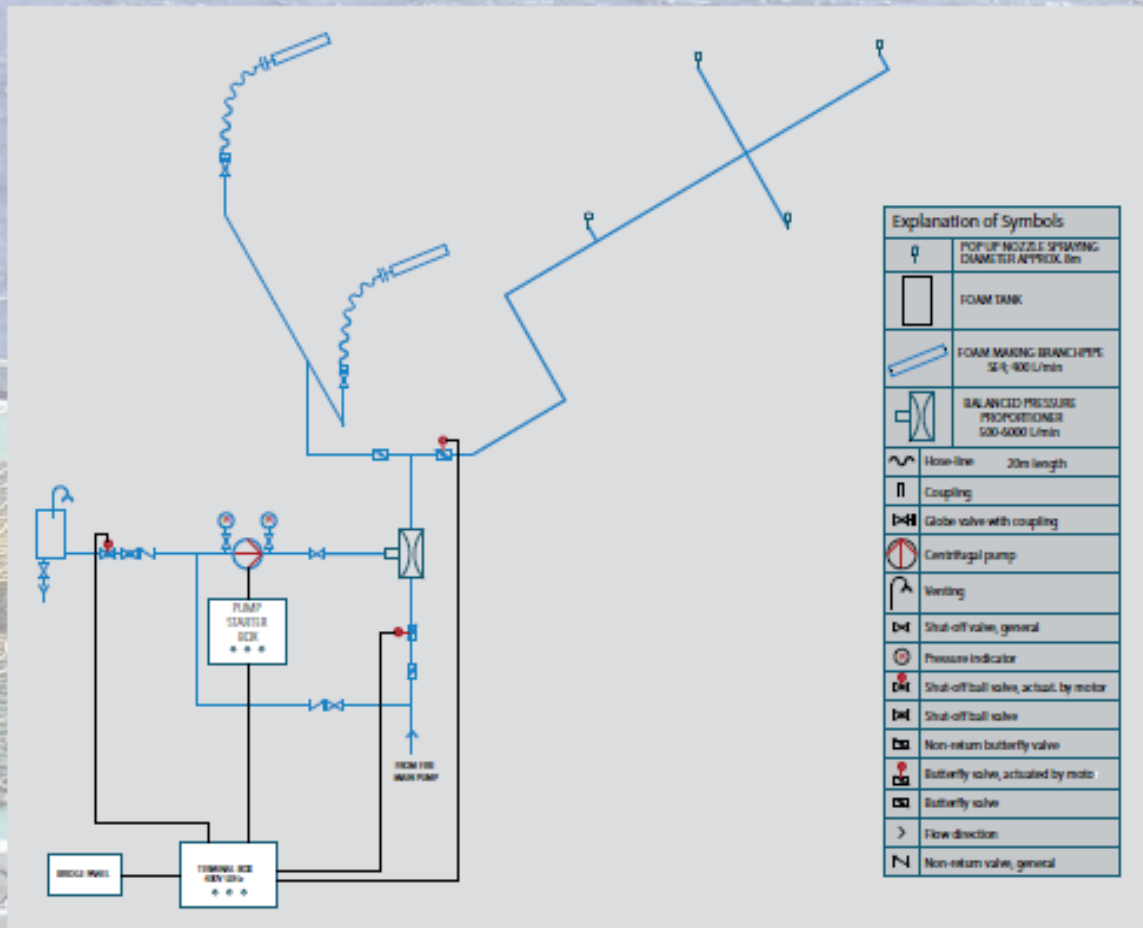 Explanation of Symbols
POP UP NOZZLE SPRAYING
DIAMETER APPROX. 8m
FOAM TANK
FOAM MAKING BRANCHPIPE
SE4; 400 L/min
BALANCED PRESSURE
PROPORTIONER
500-6000 L/min
Hose-line 20m length
Coupling
Globe valve with coupling
Centrifugal pump
Venting
Shut-off valve, general
Pressure indicator
Shut-off ball valve, actuat. by motor
Shut-off ball valve
Non-return butterfly valve
Butterfly valve, actuated by moto
Butterfly valve
Flow direction
Non-return valve, general
PUMP
STARTER
BOX
FROM FIRE
MAIN PUMP
BRIDGE PANEL
TERMINAL BOX